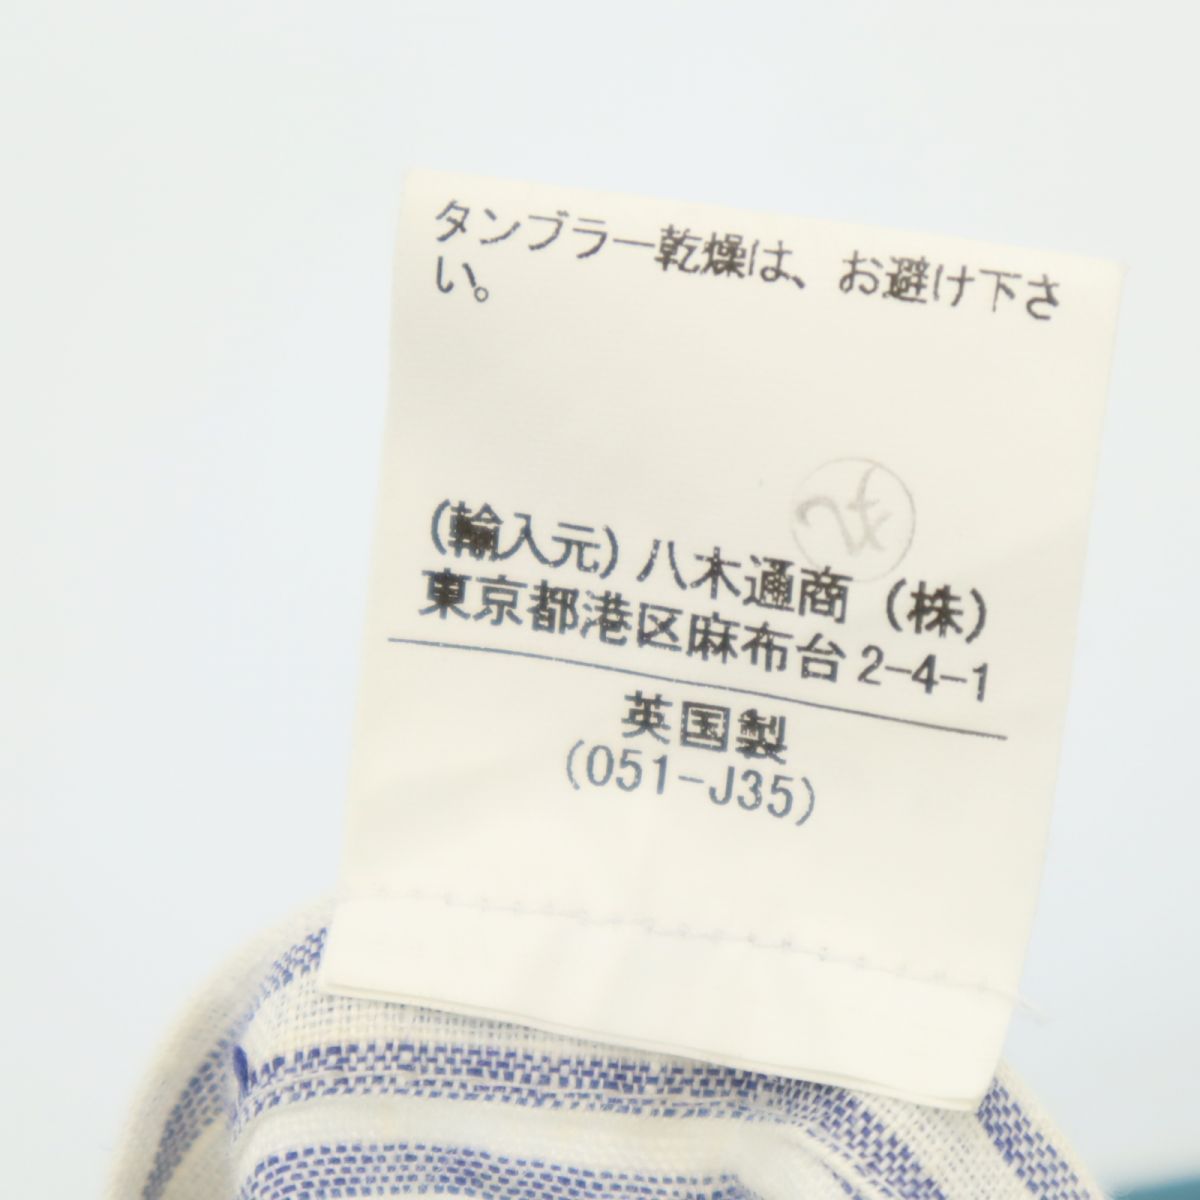 タンブラー乾燥は、お避け下さ
い。
(輸入元)八木通商(株)
東京都港区麻布台2-4-1
英国製
(051-J35)